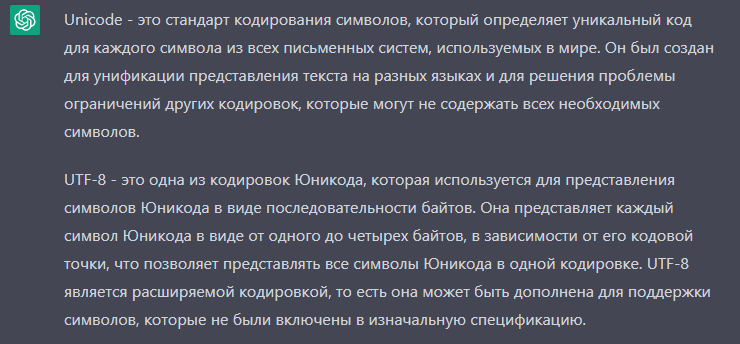 Unicode - это стандарт кодирования символов, который определяет уникальный код
для каждого символа из всех письменных систем, используемых в мире. Он был создан
для унификации представления текста на разных языках и для решения проблемы
ограничений других кодировок, которые могут не содержать всех необходимых
символов.
UTF-8 - это одна из кодировок Юникода, которая используется для представления
символов Юникода в виде последовательности байтов. Она представляет каждый
символ Юникода в виде от одного до четырех байтов, в зависимости от его кодовой
точки, что позволяет представлять все символы Юникода в одной кодировке. UTF-8
является расширяемой кодировкой, то есть она может быть дополнена для поддержки
символов, которые не были включены в изначальную спецификацию.